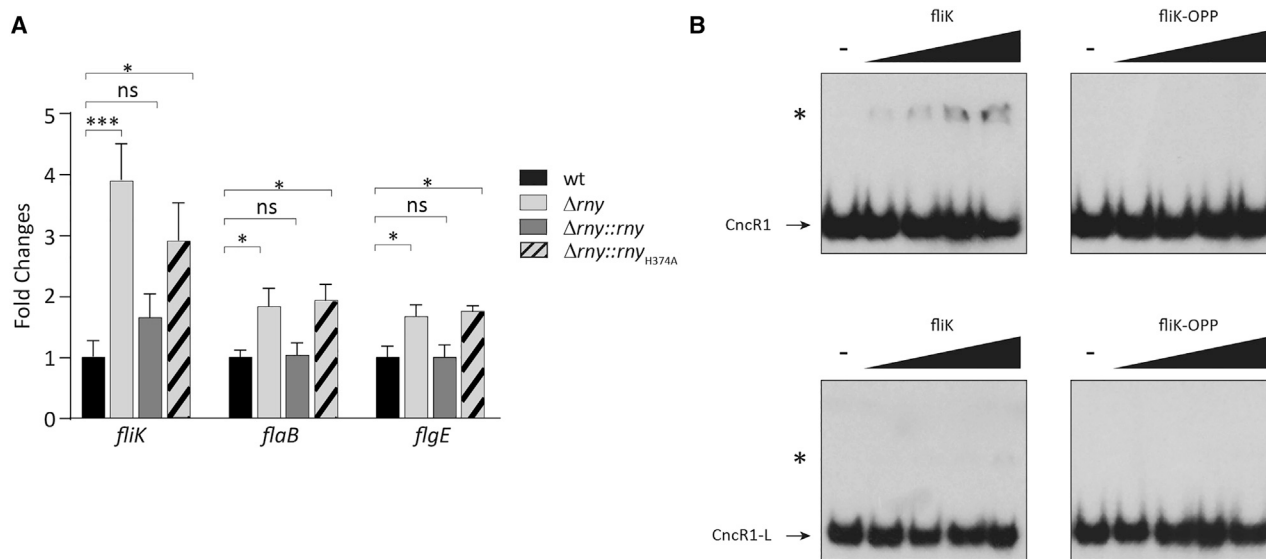 A
*
ns
***
5
4
3
2
1
0
Fold Changes
*
ns
*
*
ns
*
fliK
flaB
flgE
wt
Δrny
Δrny::rny
Δrny::rnyH374A
B
fliK
-
*
CncR1 →
fliK-OPP
-
fliK
-
*
CncR1-L →
fliK-OPP
-